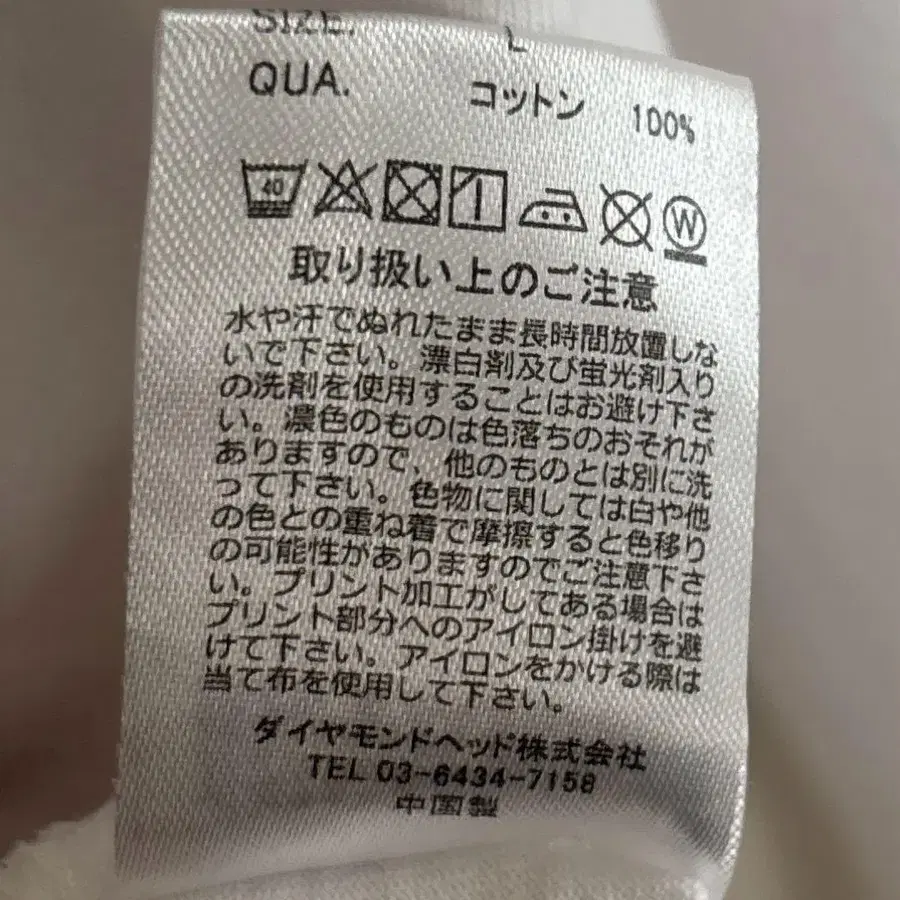 SIZE. L
QUA. コットン 100%
40 W
取り扱い上のご注意
水や汗でぬれたまま長時間放置しな
いで下さい。漂白剤及び蛍光剤入り
の洗剤を使用することはお避け下さ
い。濃色のものは色落ちのおそれが
ありますので、他のものとは別に洗
って下さい。色物に関しては白や他
の色との重ね着で摩擦すると色移り
の可能性がありますのでご注意下さ
い。プリント加工がしてある場合は
プリント部分へのアイロン掛けを避
けて下さい。アイロンをかける際は
当て布を使用して下さい。
ダイヤモンドヘッド株式会社
TEL 03-6434-7158
中国製